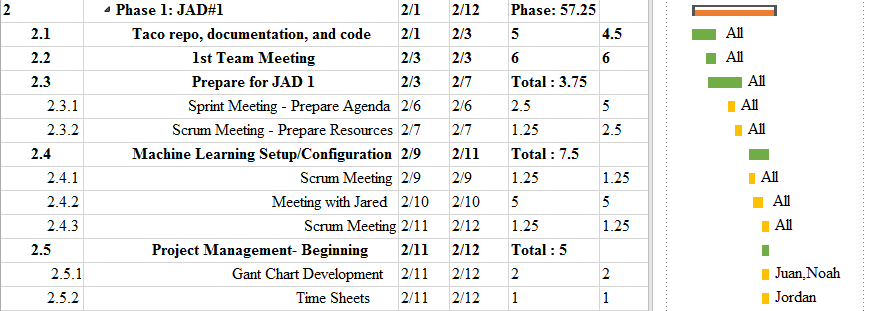 2 Phase 1: JAD#1 2/1 2/12 Phase: 57.25
2.1 Taco repo, documentation, and code 2/1 2/3 5 4.5 All
2.2 1st Team Meeting 2/3 2/3 6 6 All
2.3 Prepare for JAD 1 2/3 2/7 Total : 3.75 All
2.3.1 Sprint Meeting - Prepare Agenda 2/6 2/6 2.5 5 All
2.3.2 Scrum Meeting - Prepare Resources 2/7 2/7 1.25 2.5 All
2.4 Machine Learning Setup/Configuration 2/9 2/11 Total : 7.5
2.4.1 Scrum Meeting 2/9 2/9 1.25 1.25 All
2.4.2 Meeting with Jared 2/10 2/10 5 5 All
2.4.3 Scrum Meeting 2/11 2/12 1.25 1.25 All
2.5 Project Management- Beginning 2/11 2/12 Total : 5
2.5.1 Gant Chart Development 2/11 2/12 2 2 Juan,Noah
2.5.2 Time Sheets 2/11 2/12 1 1 Jordan